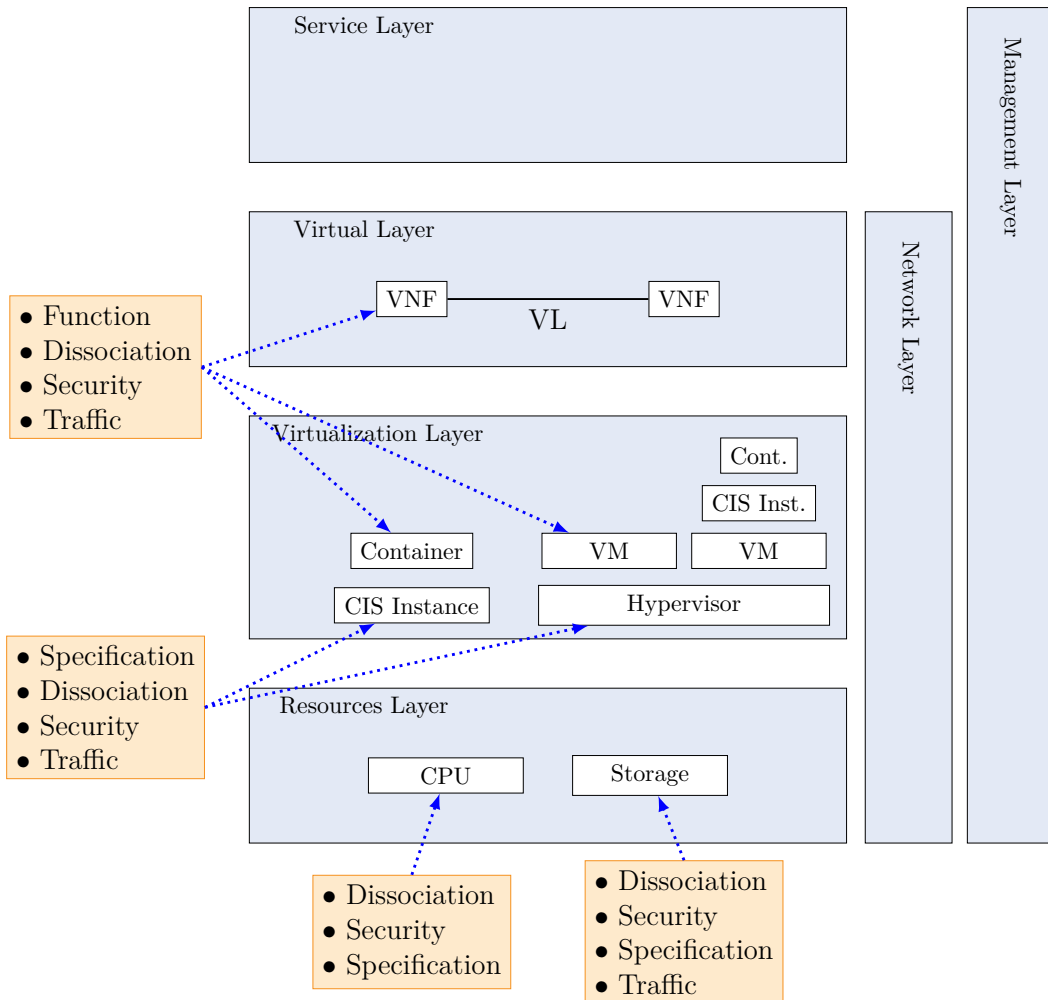 Service Layer
Management Layer
Virtual Layer
Network Layer
VNF
VNF
VL
• Function
• Dissociation
• Security
• Traffic
Virtualization Layer
Cont.
CIS Inst.
Container
VM
VM
CIS Instance
Hypervisor
• Specification
• Dissociation
• Security
• Traffic
Resources Layer
CPU
Storage
• Dissociation
• Security
• Specification
• Dissociation
• Security
• Specification
• Traffic